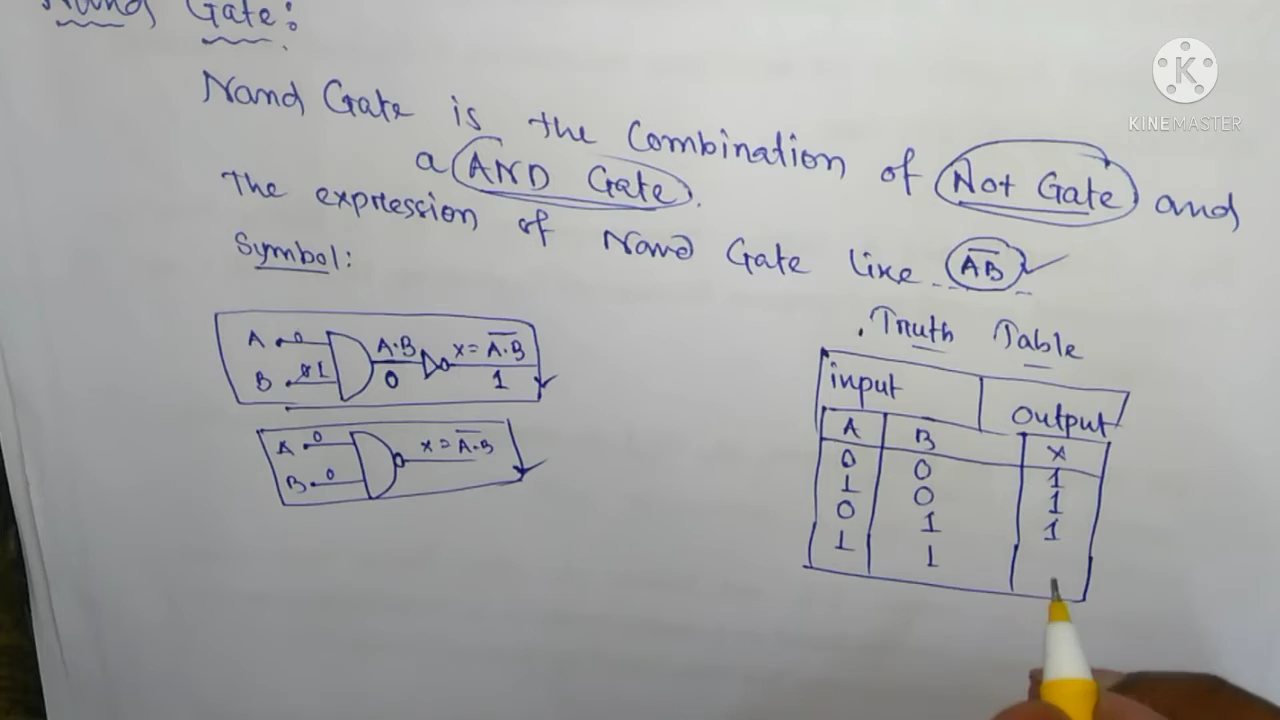 Nand Gate:
KINEMASTER
Nand Gate is the Combination of Not Gate and
a AND Gate.
The expression of Nand Gate like A̅B̅
Symbol:
A 0 A·B x = A̅·̅B̅
B 1 0 1
A 0 x = A̅·̅B̅
B 0
Truth Table
input Output
A B X
0 0 1
1 0 1
0 1 1
1 1